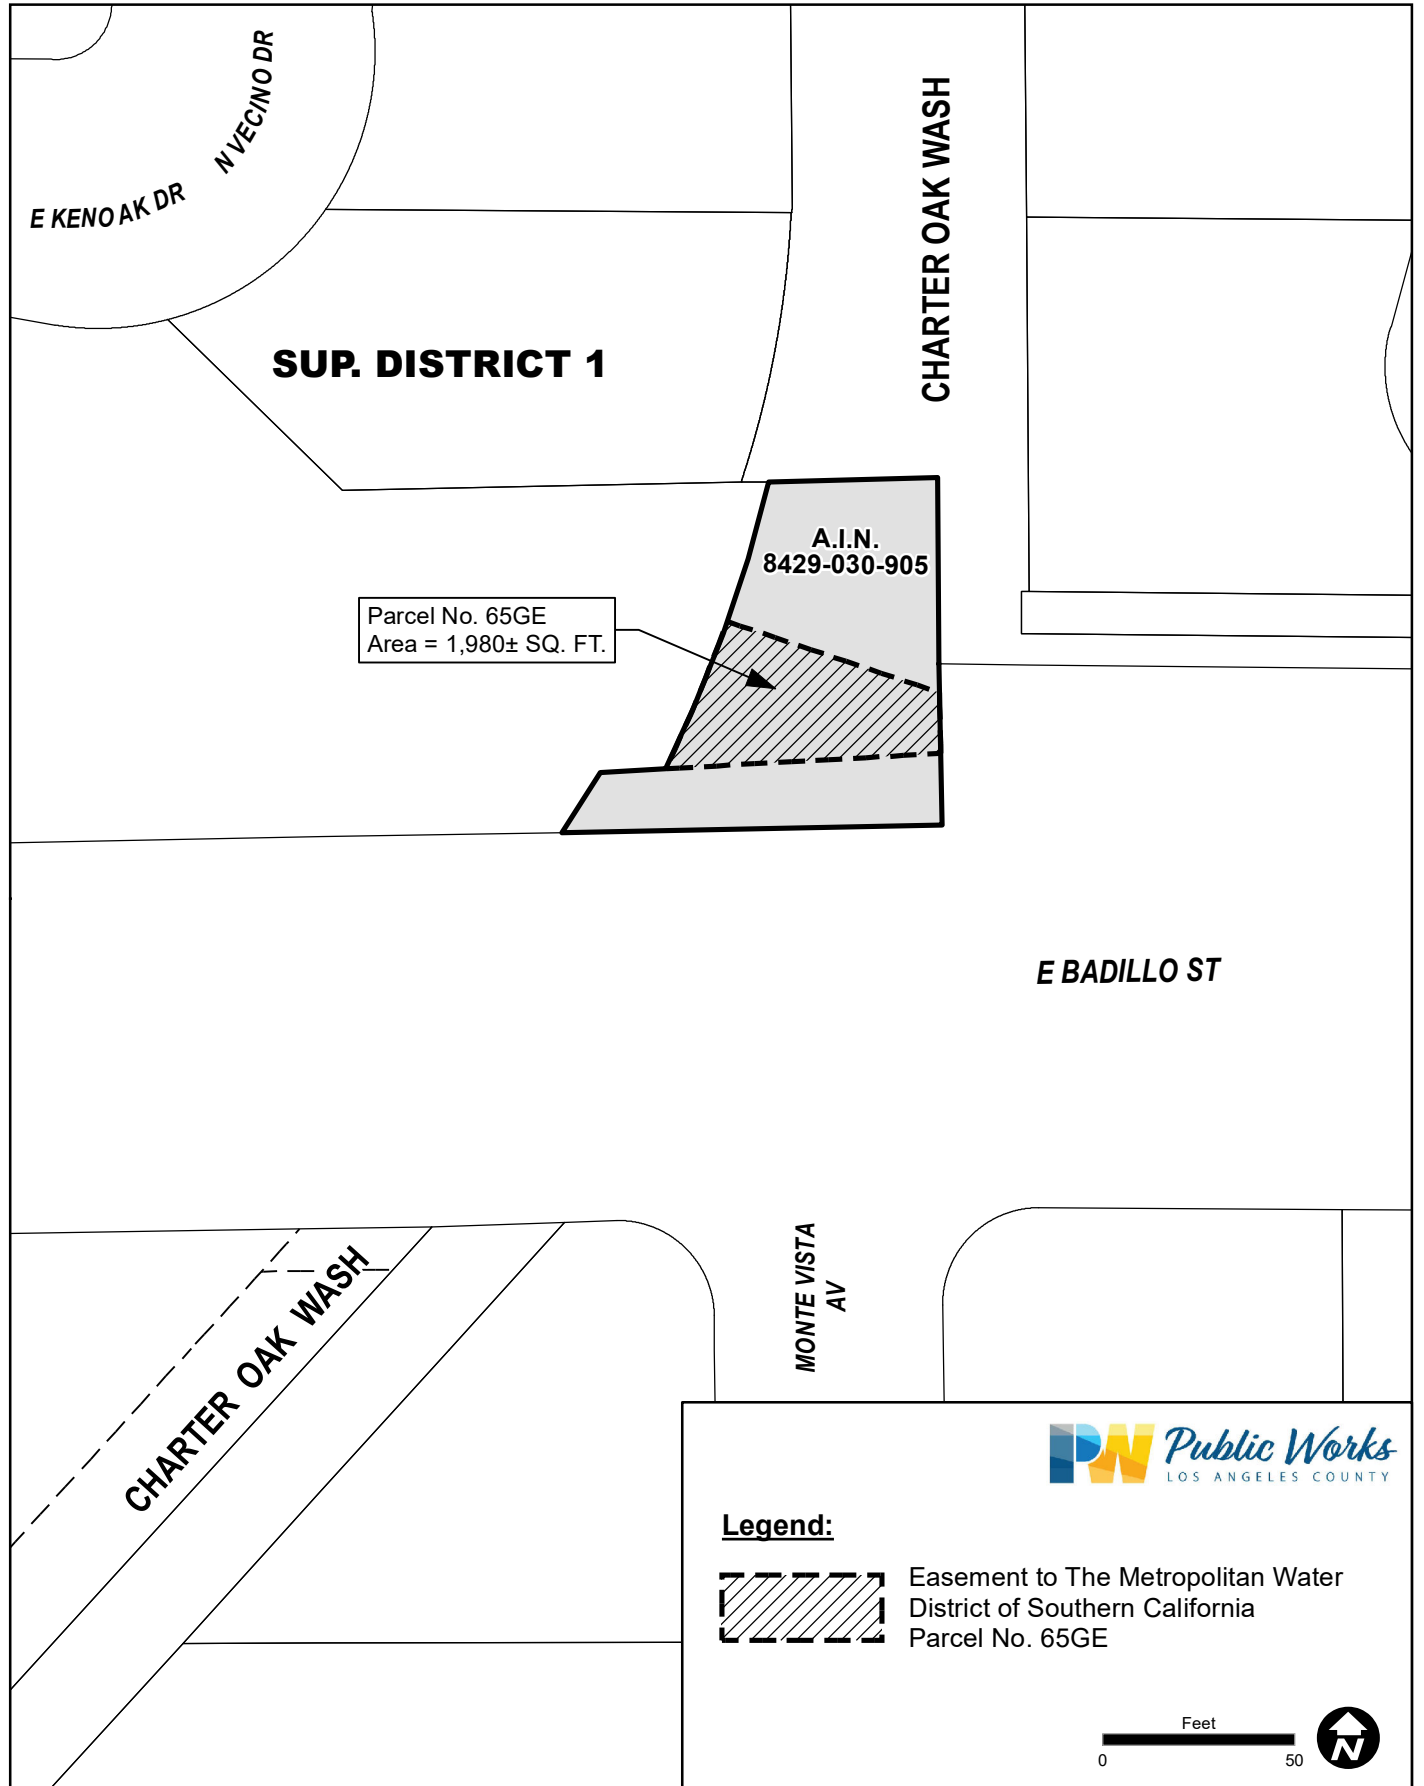 N VECINO DR
E KENOAK DR
CHARTER OAK WASH
SUP. DISTRICT 1
A.I.N.
8429-030-905
Parcel No. 65GE
Area = 1,980± SQ. FT.
E BADILLO ST
MONTE VISTA
AV
CHARTER OAK WASH
PW
Public Works
LOS ANGELES COUNTY
Legend:
Easement to The Metropolitan Water
District of Southern California
Parcel No. 65GE
Feet
0 50
N